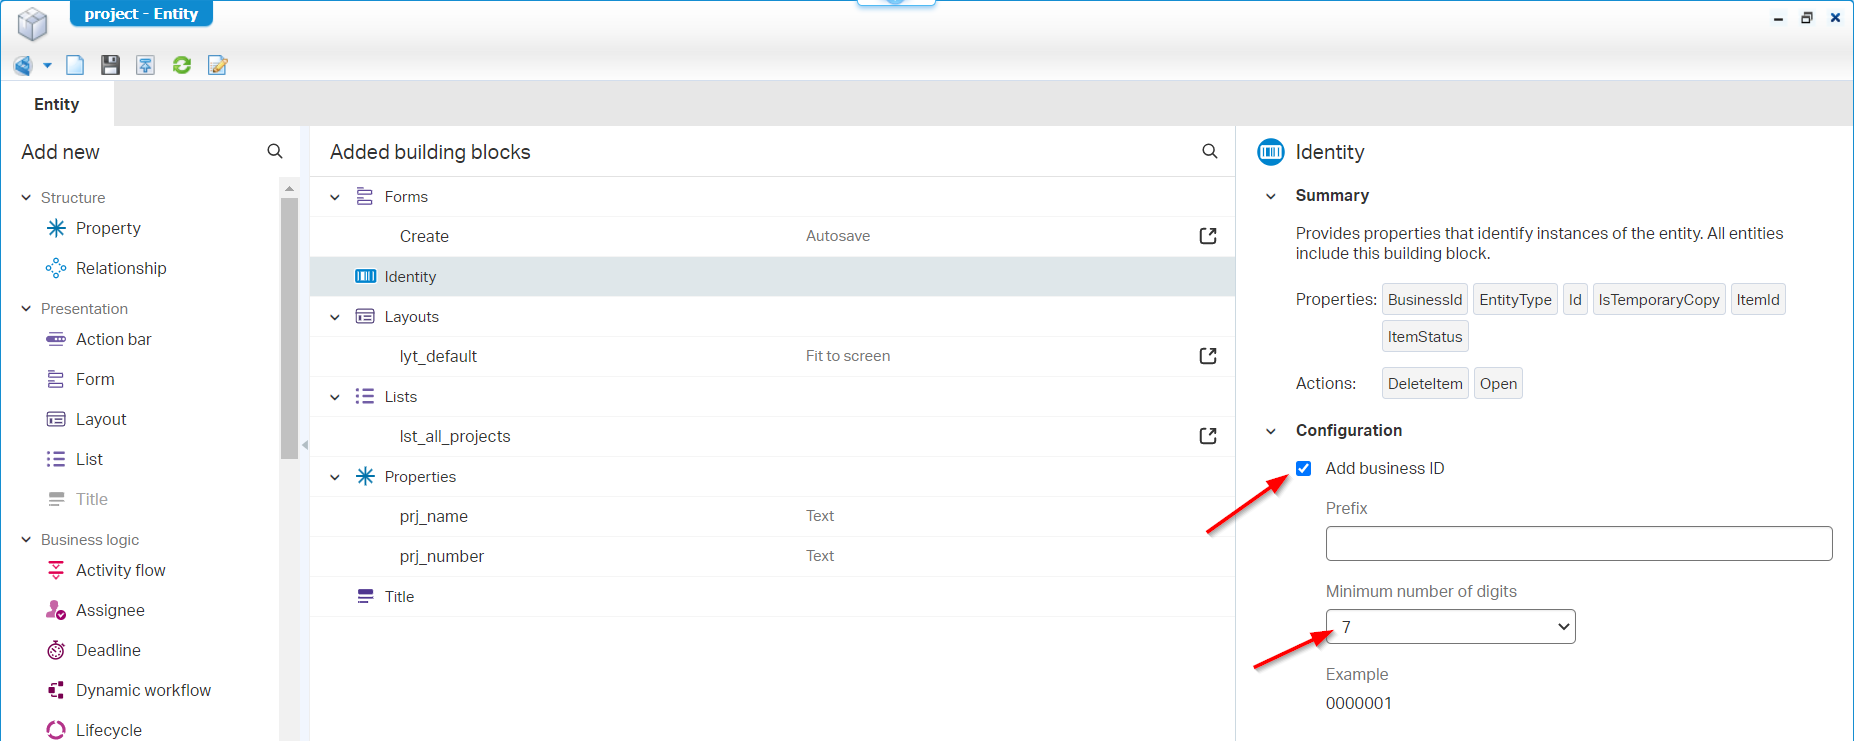 project - Entity
Entity
Add new
Structure
Property
Relationship
Presentation
Action bar
Form
Layout
List
Title
Business logic
Activity flow
Assignee
Deadline
Dynamic workflow
Lifecycle
Added building blocks
Forms
Create Autosave
Identity
Layouts
lyt_default Fit to screen
Lists
lst_all_projects
Properties
prj_name Text
prj_number Text
Title
Identity
Summary
Provides properties that identify instances of the entity. All entities
include this building block.
Properties: BusinessId EntityType Id IsTemporaryCopy ItemId
ItemStatus
Actions: DeleteItem Open
Configuration
Add business ID
Prefix
Minimum number of digits
7
Example
0000001